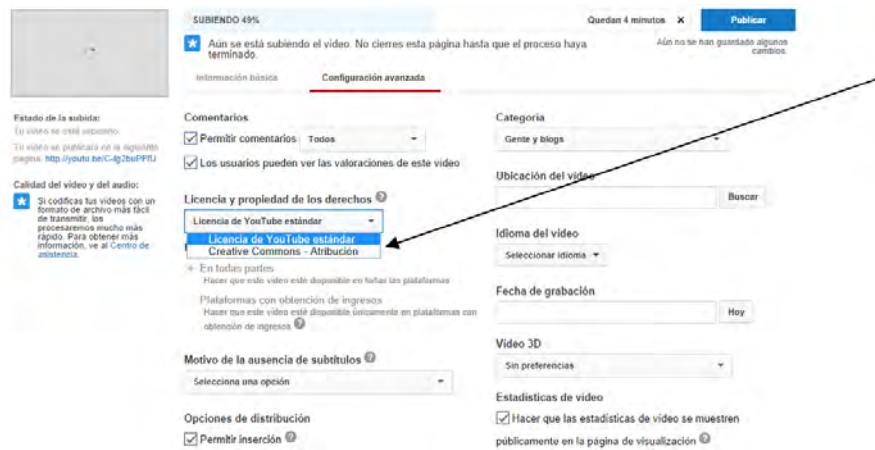 SUBIENDO 49%
Quedan 4 minutos X
Publicar
Aún se está subiendo el vídeo. No cierres esta página hasta que el proceso haya
terminado.
Aún no se han guardado algunos
cambios.
Información básica
Configuración avanzada
Estado de la subida:
Tu vídeo se está subiendo.
Tu vídeo se publicará en la siguiente
página: http://youtu.be/C-fg2buPFfU
Calidad del vídeo y del audio:
Si codificas tus vídeos con un
formato de archivo más fácil
de transmitir, los
procesaremos mucho más
rápido. Para obtener más
información, ve al Centro de
asistencia.
Comentarios
Permitir comentarios Todos
Los usuarios pueden ver las valoraciones de este vídeo
Licencia y propiedad de los derechos ?
Licencia de YouTube estándar
Licencia de YouTube estándar
Creative Commons - Atribución
En todas partes
Hacer que este vídeo esté disponible en todas las plataformas
Plataformas con obtención de ingresos
Hacer que este vídeo esté disponible únicamente en plataformas con
obtención de ingresos ?
Motivo de la ausencia de subtítulos ?
Selecciona una opción
Opciones de distribución
Permitir inserción ?
Categoría
Gente y blogs
Ubicación del vídeo
Buscar
Idioma del vídeo
Seleccionar idioma
Fecha de grabación
Hoy
Vídeo 3D
Sin preferencias
Estadísticas de vídeo
Hacer que las estadísticas de vídeo se muestren
públicamente en la página de visualización ?